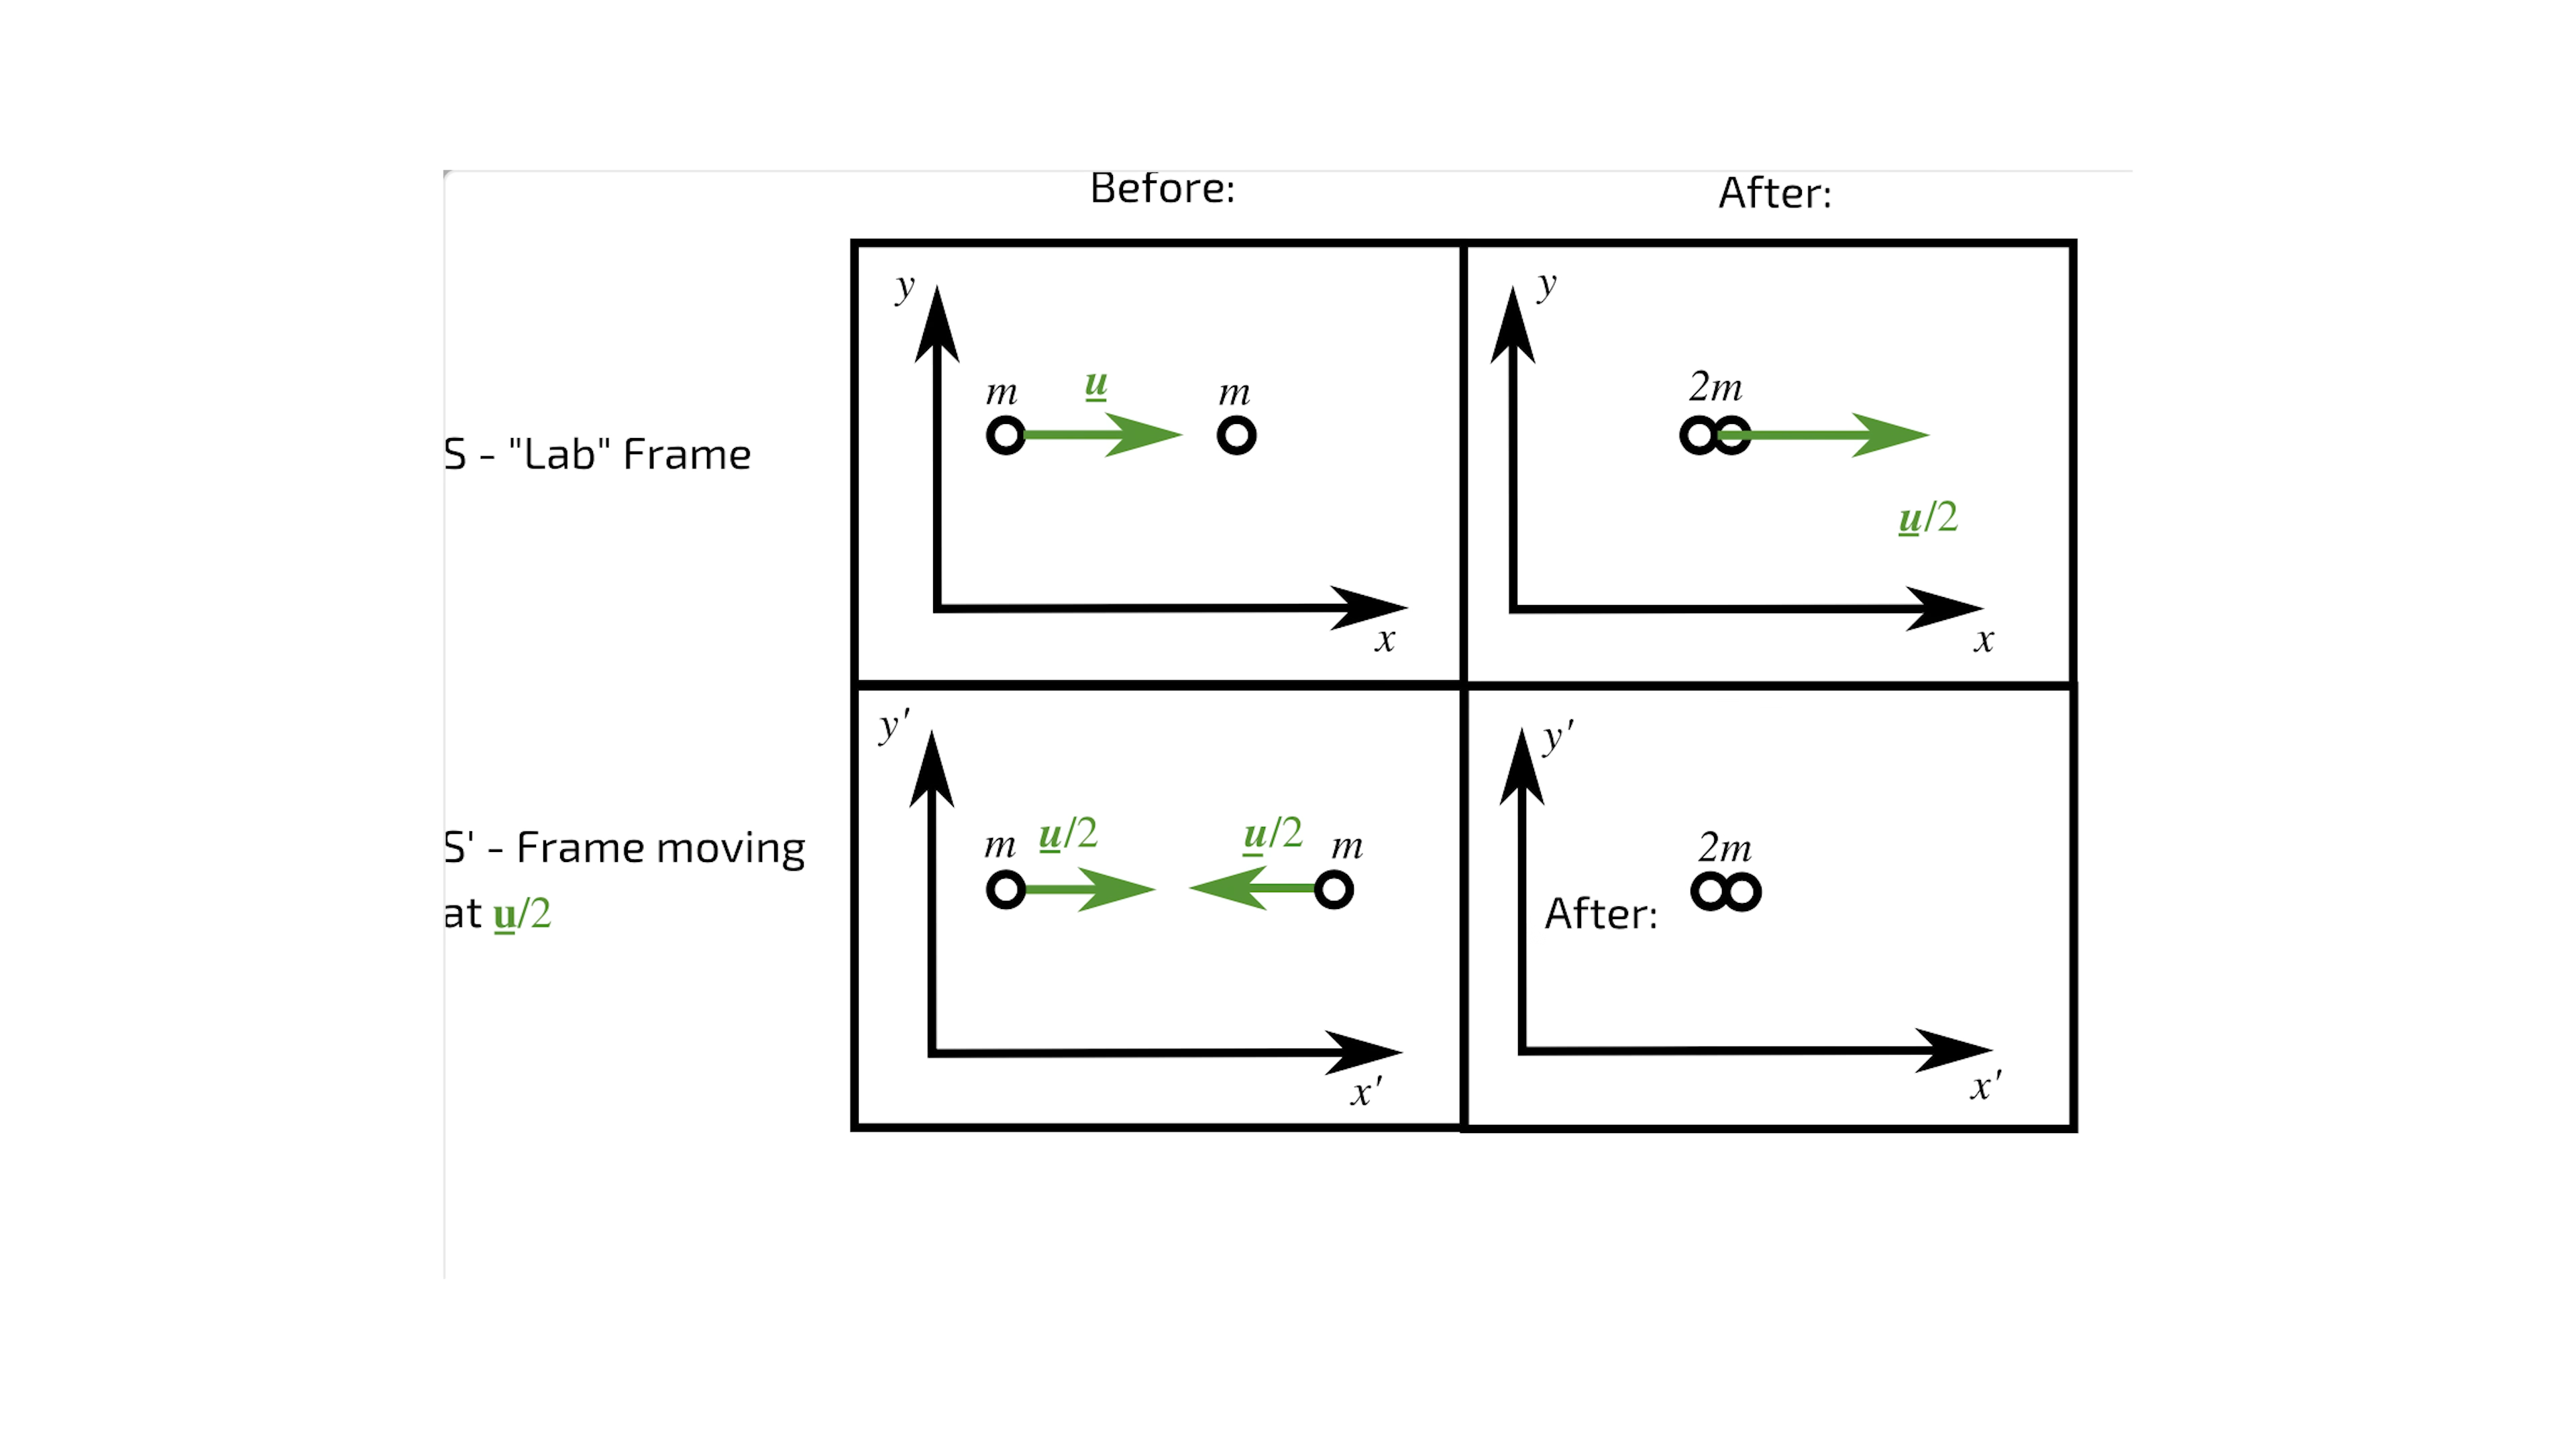 Before:
After:
S - "Lab" Frame
y
m
u
m
x
y
2m
u/2
x
S' - Frame moving
at u/2
y'
m
u/2
u/2
m
x'
y'
2m
After:
x'